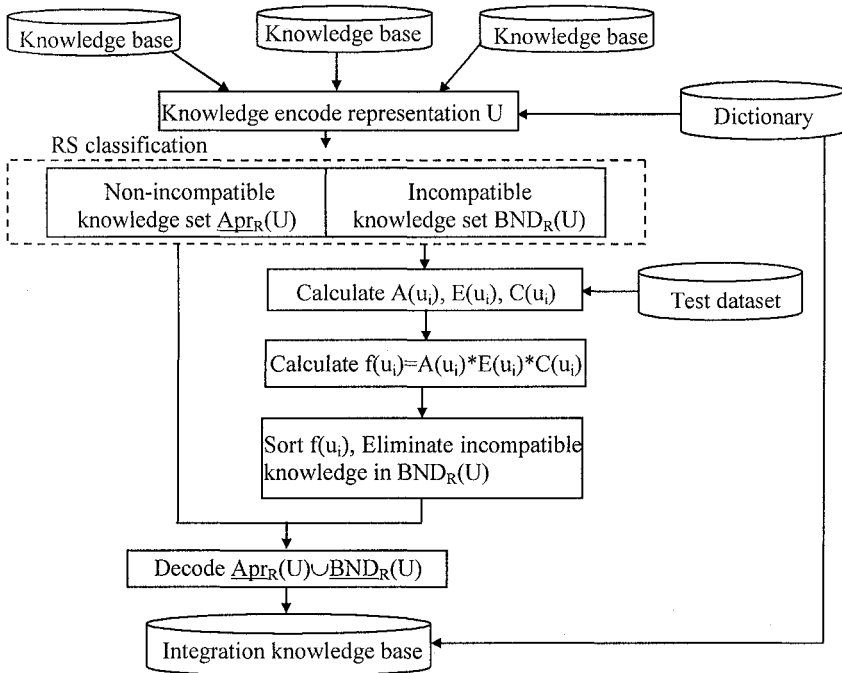 Knowledge base
Knowledge base
Knowledge base
Knowledge encode representation U
Dictionary
RS classification
Non-incompatible
knowledge set Apr_R(U)
Incompatible
knowledge set BND_R(U)
Calculate A(u_i), E(u_i), C(u_i)
Test dataset
Calculate f(u_i)=A(u_i)*E(u_i)*C(u_i)
Sort f(u_i), Eliminate incompatible
knowledge in BND_R(U)
Decode Apr_R(U)∪BND_R(U)
Integration knowledge base